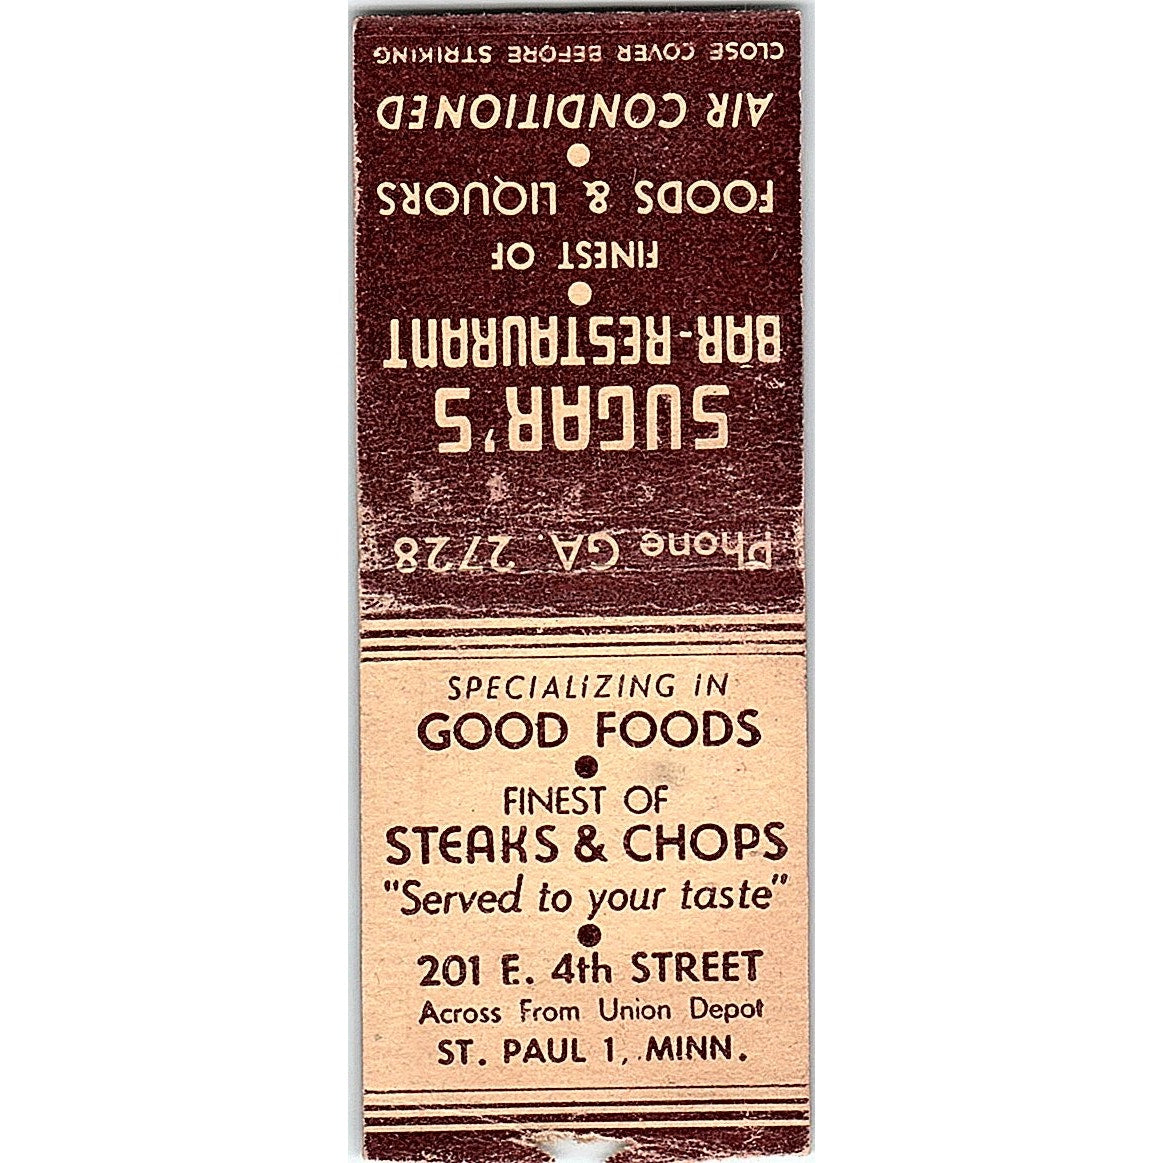 Phone GA. 2728
SUGAR'S
BAR-RESTAURANT
FINEST OF
FOODS & LIQUORS
AIR CONDITIONED
CLOSE COVER BEFORE STRIKING
SPECIALIZING IN
GOOD FOODS
FINEST OF
STEAKS & CHOPS
"Served to your taste"
201 E. 4th STREET
Across From Union Depot
ST. PAUL 1, MINN.